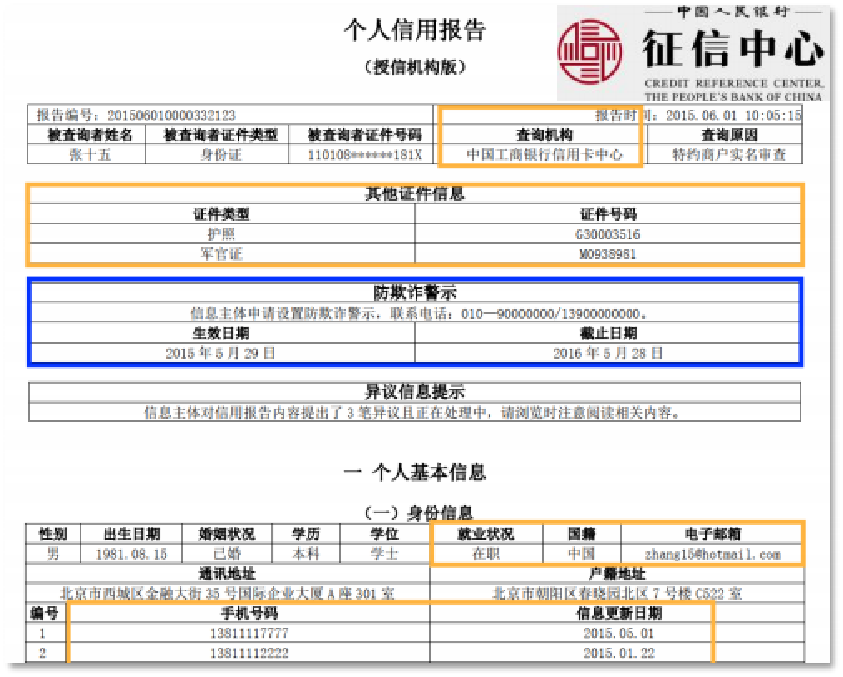 个人信用报告
（授信机构版）
中国人民银行
征信中心
CREDIT REFERENCE CENTER,
THE PEOPLE'S BANK OF CHINA
报告编号：201506010000332123 报告时间：2015.06.01 10:05:15
被查询者姓名 被查询者证件类型 被查询者证件号码 查询机构 查询原因
张十五 身份证 110108******181X 中国工商银行信用卡中心 特约商户实名审查
其他证件信息
证件类型 证件号码
护照 G30003516
军官证 M0938981
防欺诈警示
信息主体申请设置防欺诈警示，联系电话：010—90000000/13900000000。
生效日期 截止日期
2015 年 5 月 29 日 2016 年 5 月 28 日
异议信息提示
信息主体对信用报告内容提出了 3 笔异议且正在处理中，请浏览时注意阅读相关内容。
一 个人基本信息
（一）身份信息
性别 出生日期 婚姻状况 学历 学位 就业状况 国籍 电子邮箱
男 1981.08.15 已婚 本科 学士 在职 中国 zhang15@hotmail.com
通讯地址 户籍地址
北京市西城区金融大街 35 号国际企业大厦 A 座 301 室 北京市朝阳区春晓园北区 7 号楼 C522 室
编号 手机号码 信息更新日期
1 13811117777 2015.05.01
2 13811112222 2015.01.22